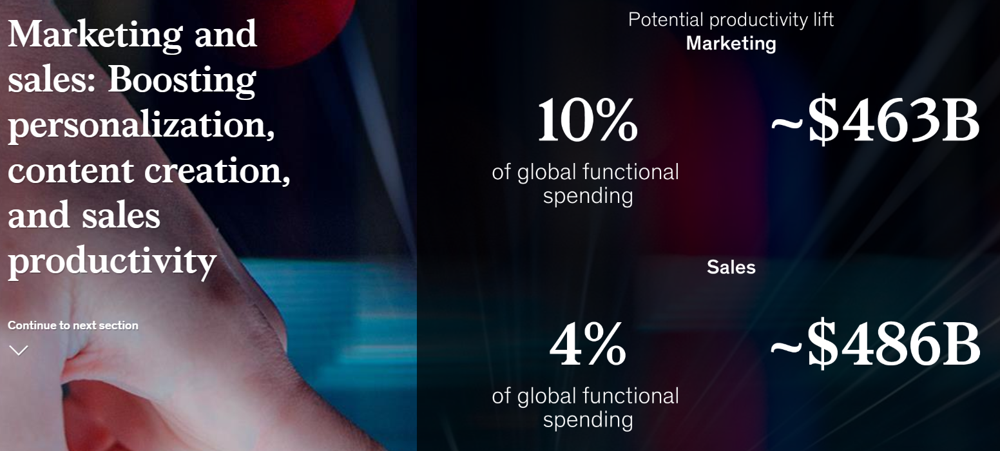 Marketing and
sales: Boosting
personalization,
content creation,
and sales
productivity
Continue to next section
Potential productivity lift
Marketing
10%
~$463B
of global functional
spending
Sales
4%
~$486B
of global functional
spending